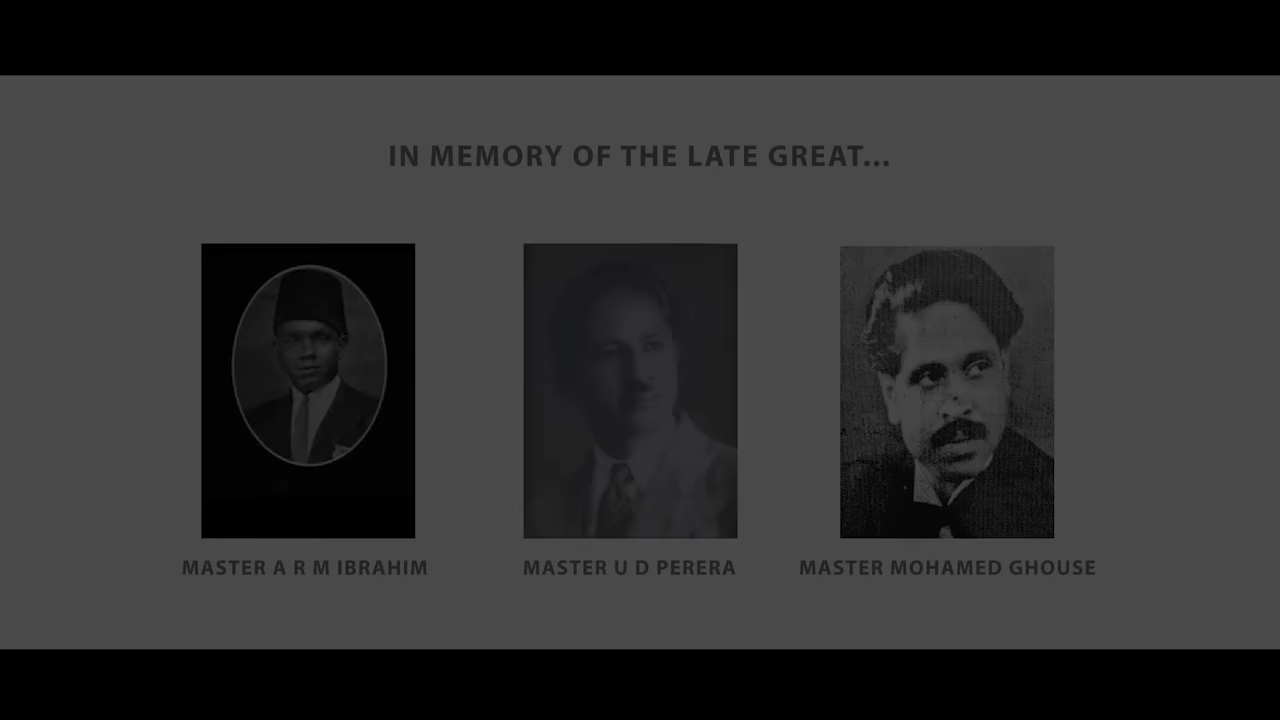 IN MEMORY OF THE LATE GREAT...
MASTER A R M IBRAHIM
MASTER U D PERERA
MASTER MOHAMED GHOUSE